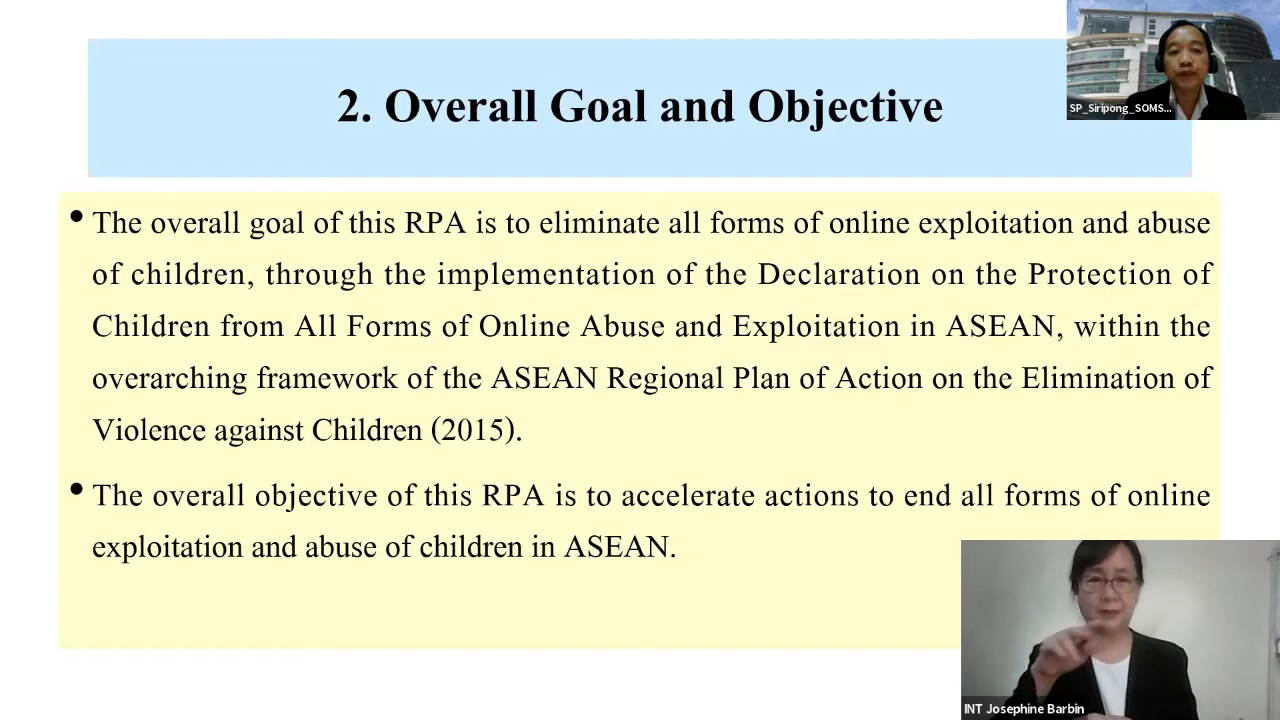 2. Overall Goal and Objective
SP_Siripong_SOMS...
• The overall goal of this RPA is to eliminate all forms of online exploitation and abuse
of children, through the implementation of the Declaration on the Protection of
Children from All Forms of Online Abuse and Exploitation in ASEAN, within the
overarching framework of the ASEAN Regional Plan of Action on the Elimination of
Violence against Children (2015).
• The overall objective of this RPA is to accelerate actions to end all forms of online
exploitation and abuse of children in ASEAN.
INT Josephine Barbin